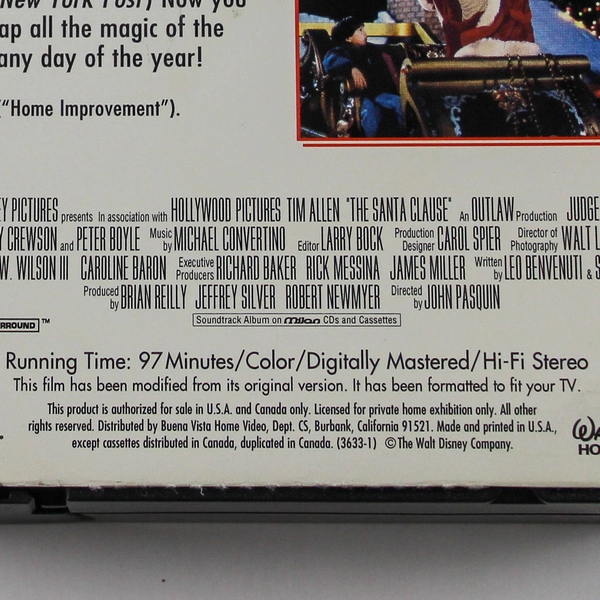 New York Post) Now you
ap all the magic of the
any day of the year!
("Home Improvement").
EY PICTURES presents In association with HOLLYWOOD PICTURES TIM ALLEN "THE SANTA CLAUSE" An OUTLAW Production JUDGE
Y CREWSON and PETER BOYLE Music by MICHAEL CONVERTINO Editor LARRY BOCK Production Designer CAROL SPIER Director of Photography WALT L
W. WILSON III CAROLINE BARON Executive Producers RICHARD BAKER RICK MESSINA JAMES MILLER Written by LEO BENVENUTI & S
Produced by BRIAN REILLY JEFFREY SILVER ROBERT NEWMYER Directed by JOHN PASQUIN
Soundtrack Album on milan CDs and Cassettes
RROUND ™
Running Time: 97 Minutes/Color/Digitally Mastered/Hi-Fi Stereo
This film has been modified from its original version. It has been formatted to fit your TV.
This product is authorized for sale in U.S.A. and Canada only. Licensed for private home exhibition only. All other
rights reserved. Distributed by Buena Vista Home Video, Dept. CS, Burbank, California 91521. Made and printed in U.S.A.,
except cassettes distributed in Canada, duplicated in Canada. (3633-1) ©The Walt Disney Company.
WA
HO